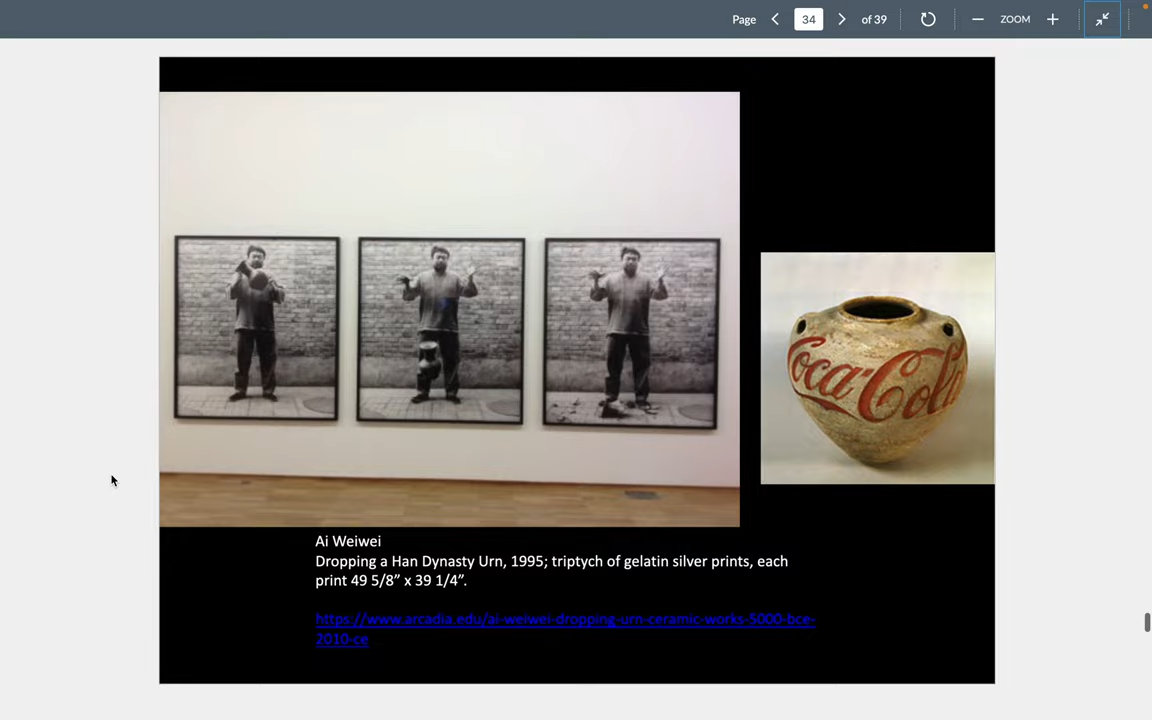 Page 34 of 39 ZOOM
Coca-Cola
Ai Weiwei
Dropping a Han Dynasty Urn, 1995; triptych of gelatin silver prints, each
print 49 5/8” x 39 1/4”.
https://www.arcadia.edu/ai-weiwei-dropping-urn-ceramic-works-5000-bce-
2010-ce